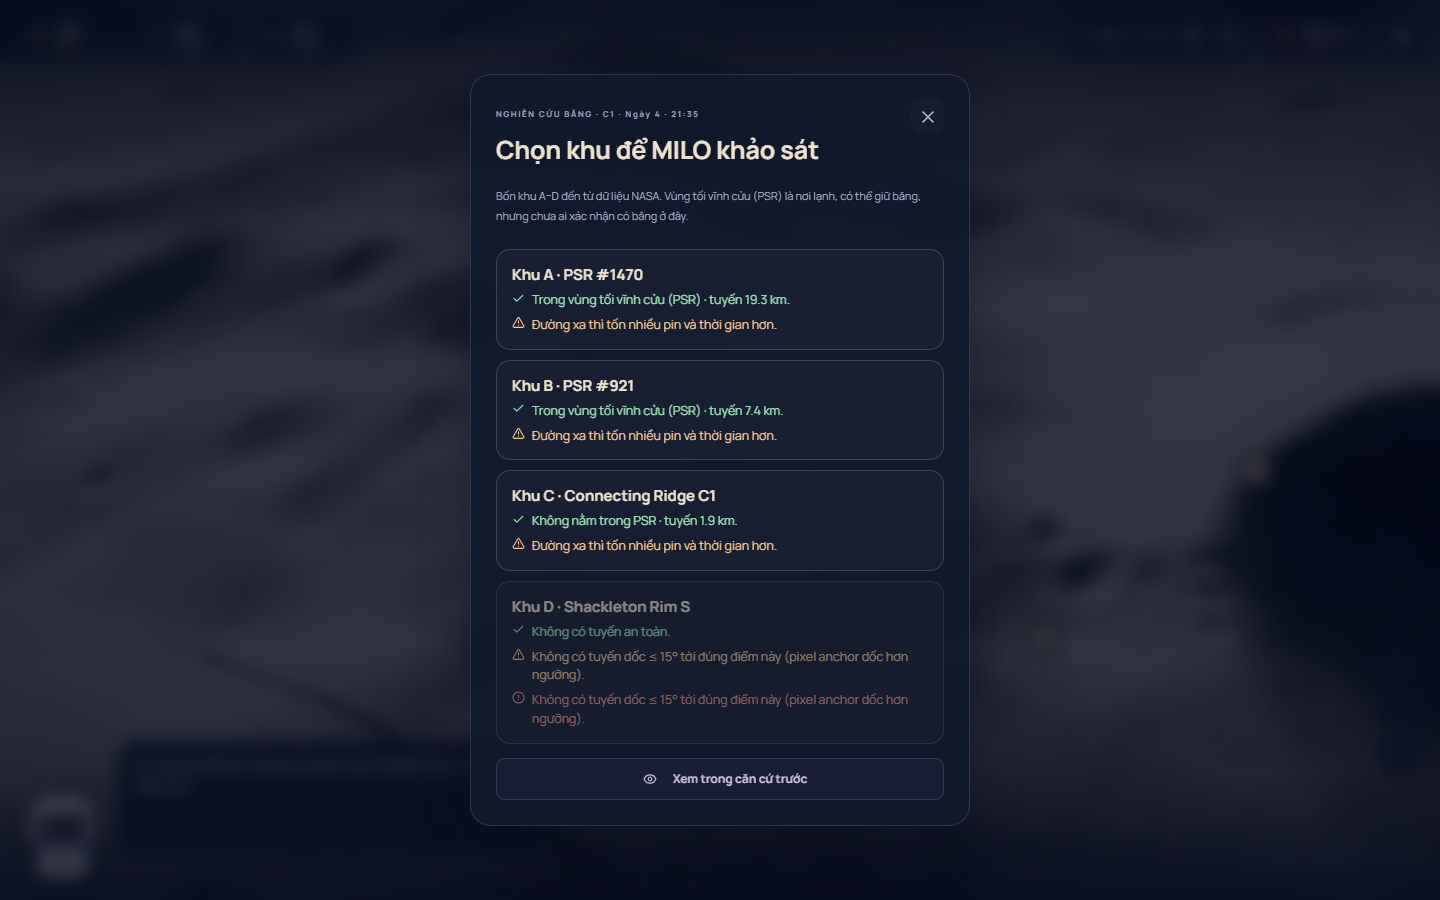 NGHIÊN CỨU BĂNG · C1 · Ngày 4 · 21:35
Chọn khu để MILO khảo sát
Bốn khu A–D đến từ dữ liệu NASA. Vùng tối vĩnh cửu (PSR) là nơi lạnh, có thể giữ băng,
nhưng chưa ai xác nhận có băng ở đây.
Khu A · PSR #1470
Trong vùng tối vĩnh cửu (PSR) · tuyến 19.3 km.
Đường xa thì tốn nhiều pin và thời gian hơn.
Khu B · PSR #921
Trong vùng tối vĩnh cửu (PSR) · tuyến 7.4 km.
Đường xa thì tốn nhiều pin và thời gian hơn.
Khu C · Connecting Ridge C1
Không nằm trong PSR · tuyến 1.9 km.
Đường xa thì tốn nhiều pin và thời gian hơn.
Khu D · Shackleton Rim S
Không có tuyến an toàn.
Không có tuyến dốc ≤ 15° tới đúng điểm này (pixel anchor dốc hơn
ngưỡng).
Không có tuyến dốc ≤ 15° tới đúng điểm này (pixel anchor dốc hơn
ngưỡng).
Xem trong căn cứ trước